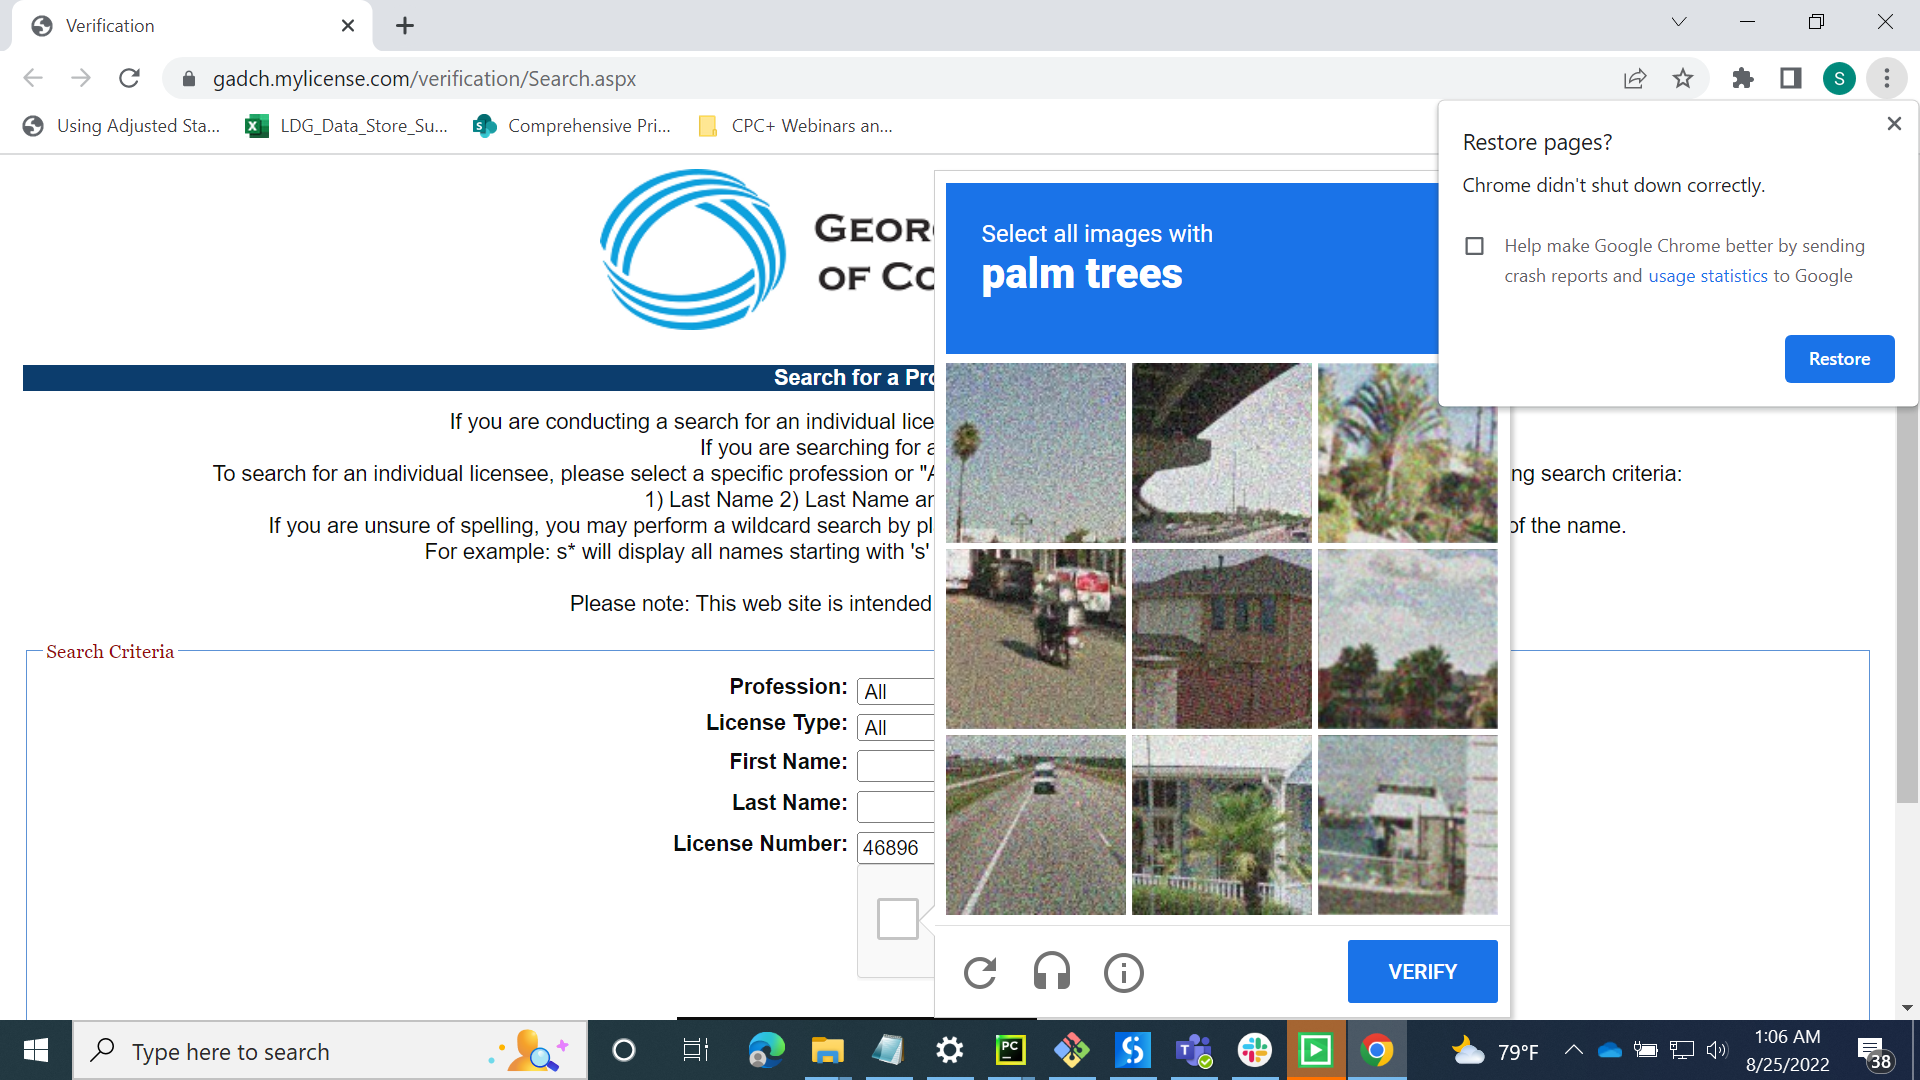 Verification
gadch.mylicense.com/verification/Search.aspx
S
Using Adjusted Sta...
LDG_Data_Store_Su...
Comprehensive Pri...
CPC+ Webinars an...
Restore pages?
Chrome didn't shut down correctly.
Help make Google Chrome better by sending
crash reports and usage statistics to Google
Restore
GEOR
OF CO
Select all images with
palm trees
Search for a Pro
If you are conducting a search for an individual lice
If you are searching for a
To search for an individual licensee, please select a specific profession or "A
ng search criteria:
1) Last Name 2) Last Name an
If you are unsure of spelling, you may perform a wildcard search by pl
of the name.
For example: s* will display all names starting with 's'
Please note: This web site is intended
Search Criteria
Profession:
All
License Type:
All
First Name:
Last Name:
License Number:
46896
VERIFY
Type here to search
PC
79°F
1:06 AM
8/25/2022
38